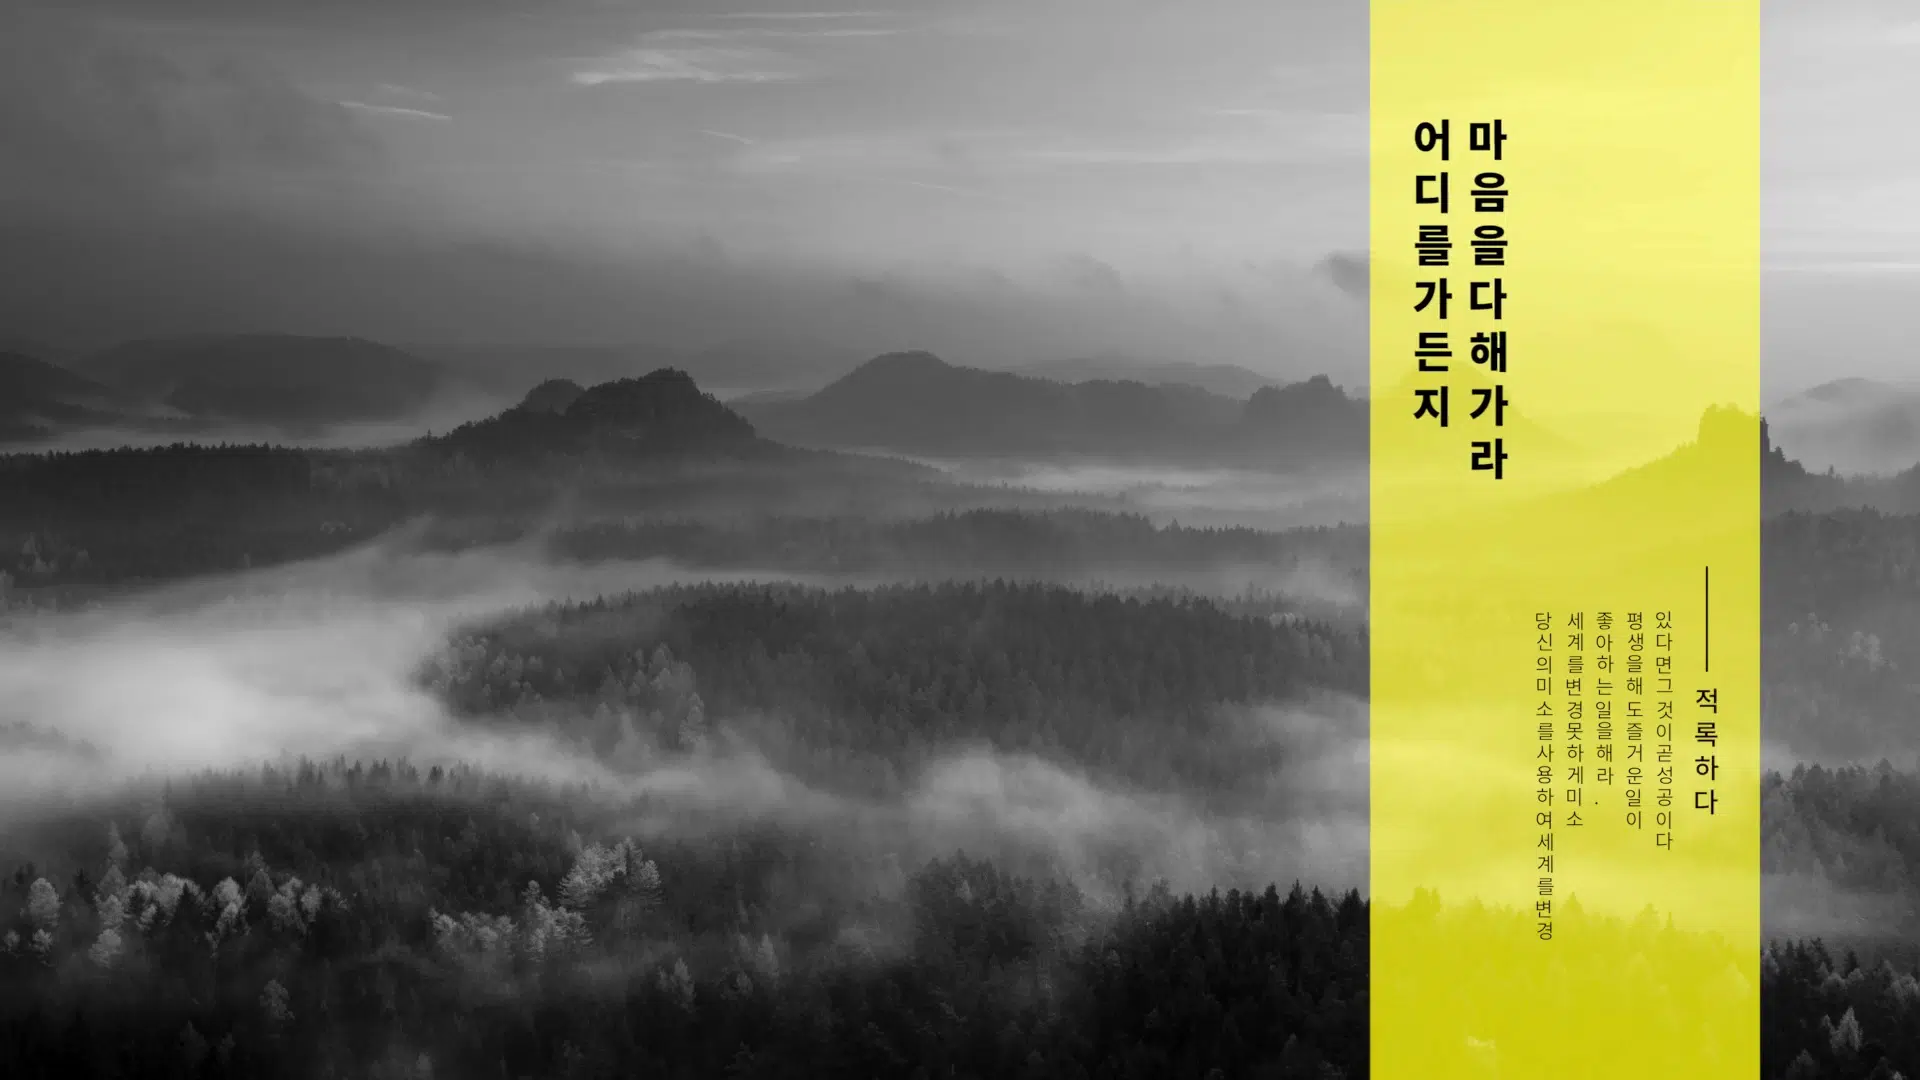 어디를가든지
마음을다해가라
적록하다
당신의미소를사용하여세계를변경
세계를변경못하게미소
좋아하는일을해라.
평생을해도즐거운일이
있다면그것이곧성공이다